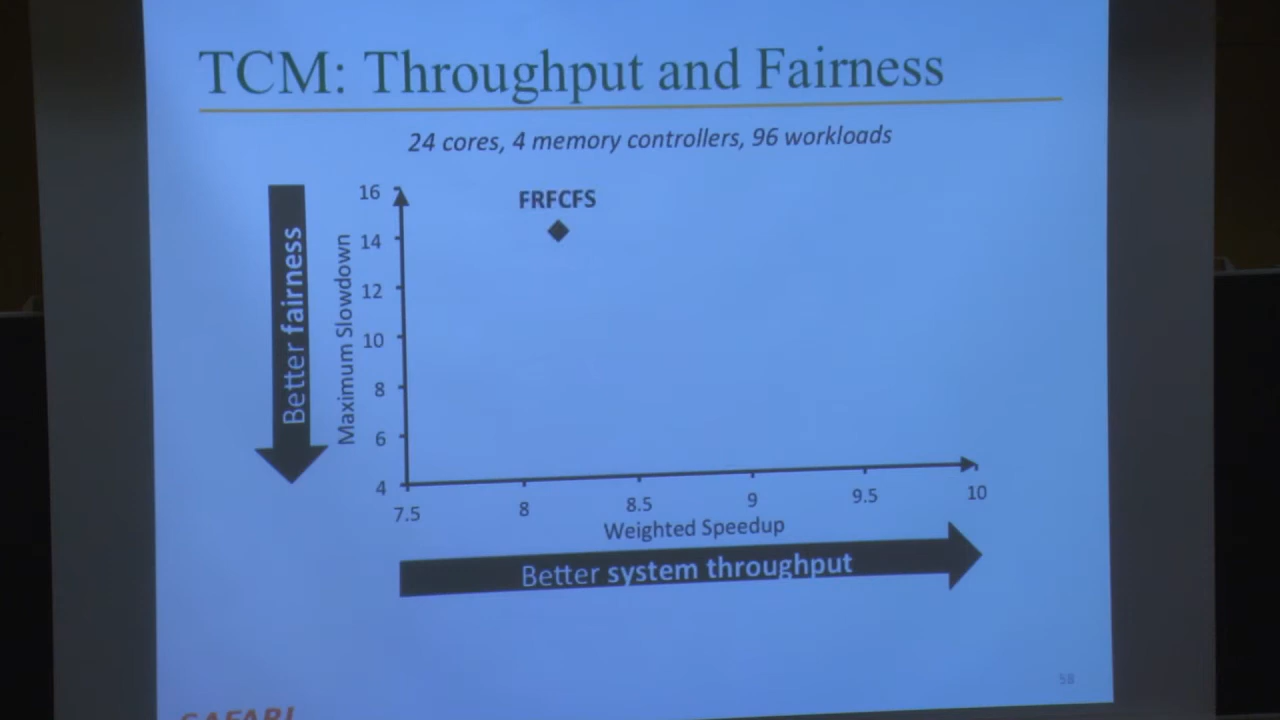 TCM: Throughput and Fairness
24 cores, 4 memory controllers, 96 workloads
Better fairness
Maximum Slowdown
16
14
12
10
8
6
4
FRFCFS
7.5 8 8.5 9 9.5 10
Weighted Speedup
Better system throughput
58
SAFARI